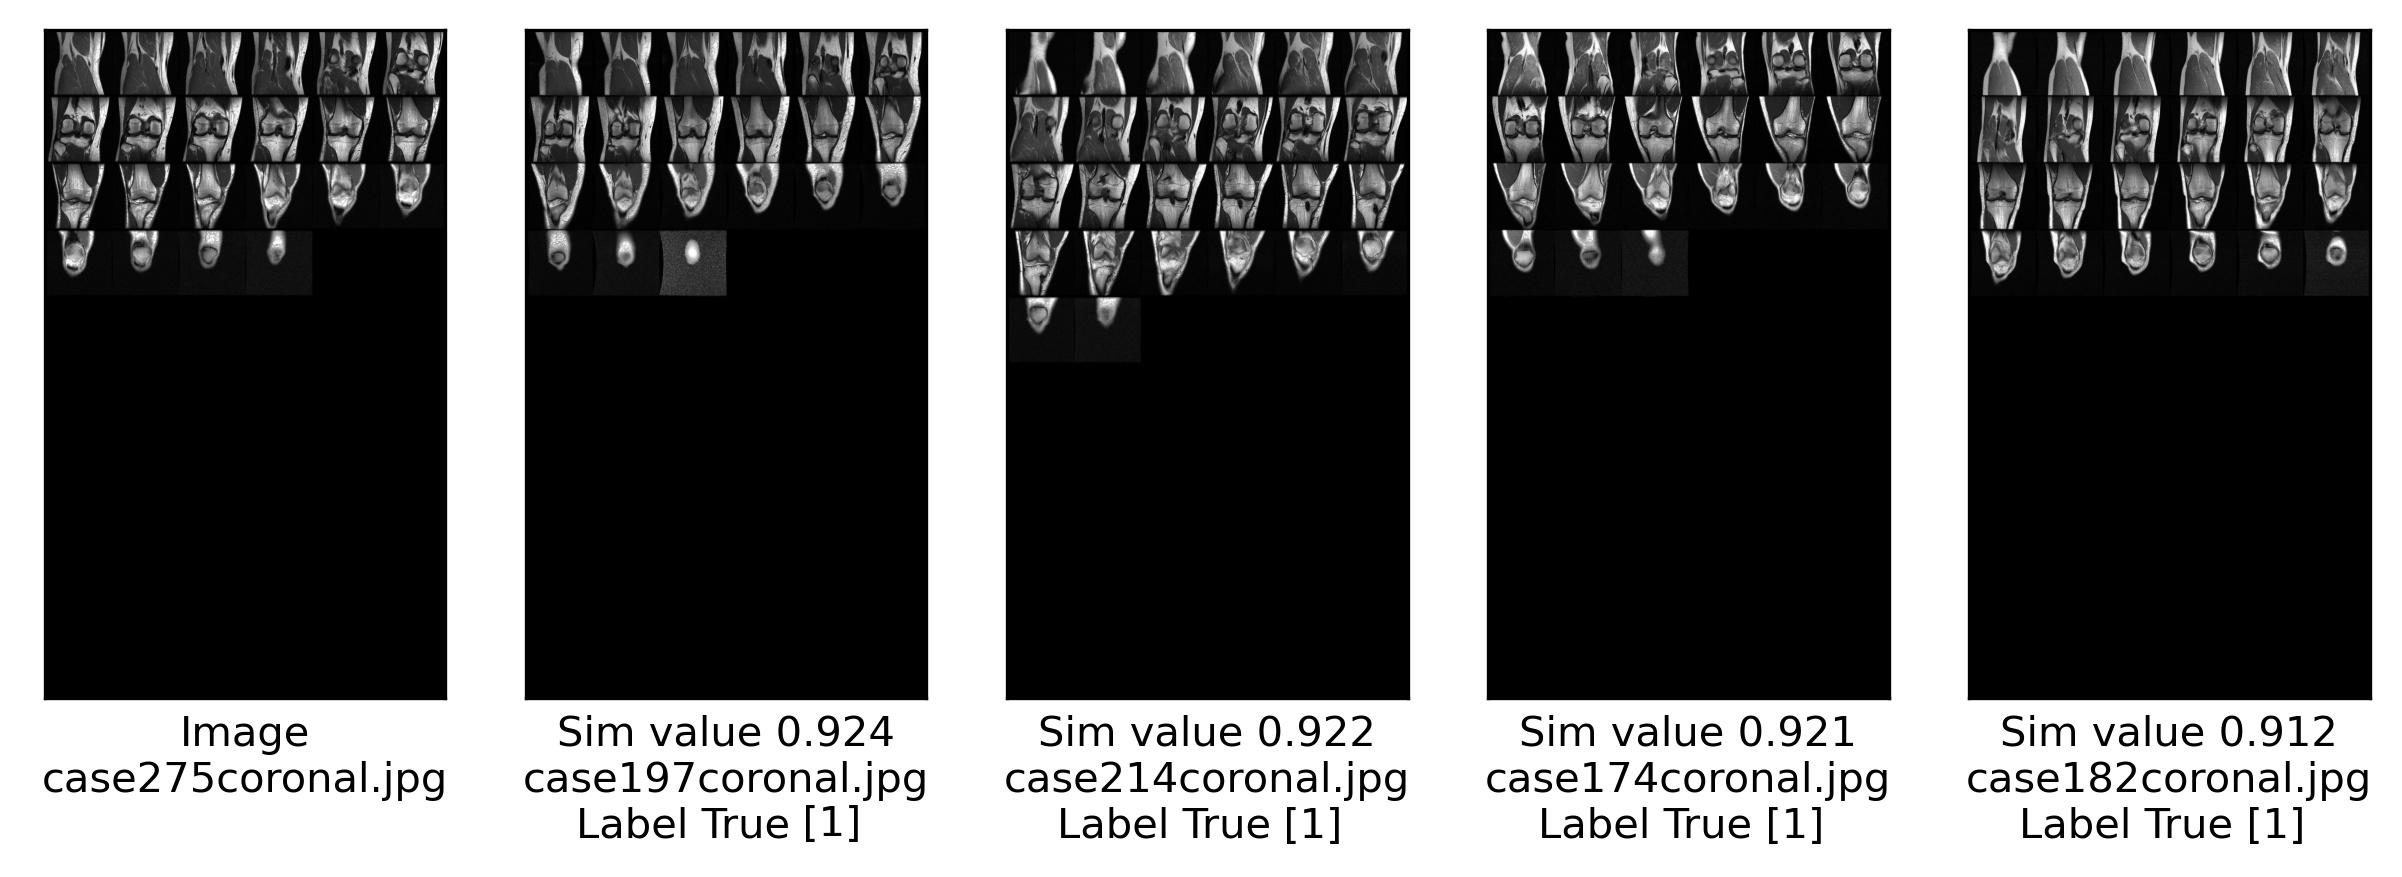 Image
case275coronal.jpg
Sim value 0.924
case197coronal.jpg
Label True [1]
Sim value 0.922
case214coronal.jpg
Label True [1]
Sim value 0.921
case174coronal.jpg
Label True [1]
Sim value 0.912
case182coronal.jpg
Label True [1]